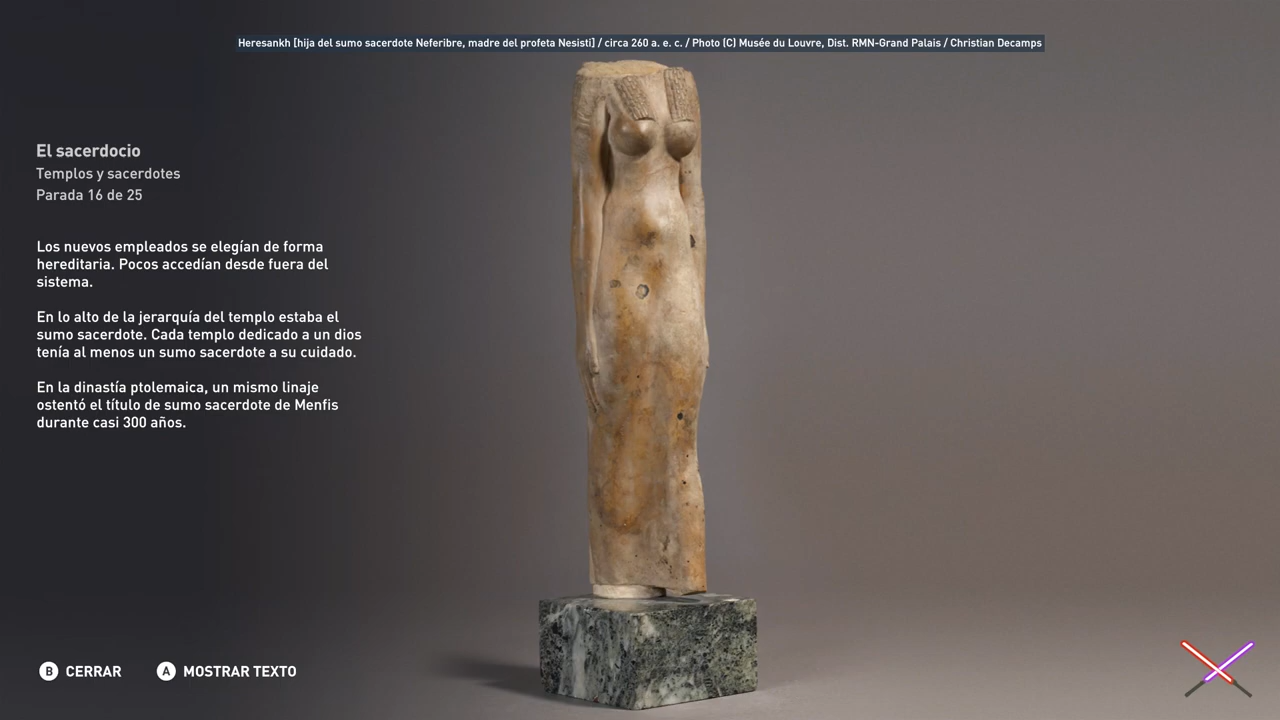 Heresankh [hija del sumo sacerdote Neferibre, madre del profeta Nesisti] / circa 260 a. e. c. / Photo (C) Musée du Louvre, Dist. RMN-Grand Palais / Christian Decamps
El sacerdocio
Templos y sacerdotes
Parada 16 de 25
Los nuevos empleados se elegían de forma
hereditaria. Pocos accedían desde fuera del
sistema.
En lo alto de la jerarquía del templo estaba el
sumo sacerdote. Cada templo dedicado a un dios
tenía al menos un sumo sacerdote a su cuidado.
En la dinastía ptolemaica, un mismo linaje
ostentó el título de sumo sacerdote de Menfis
durante casi 300 años.
B CERRAR A MOSTRAR TEXTO